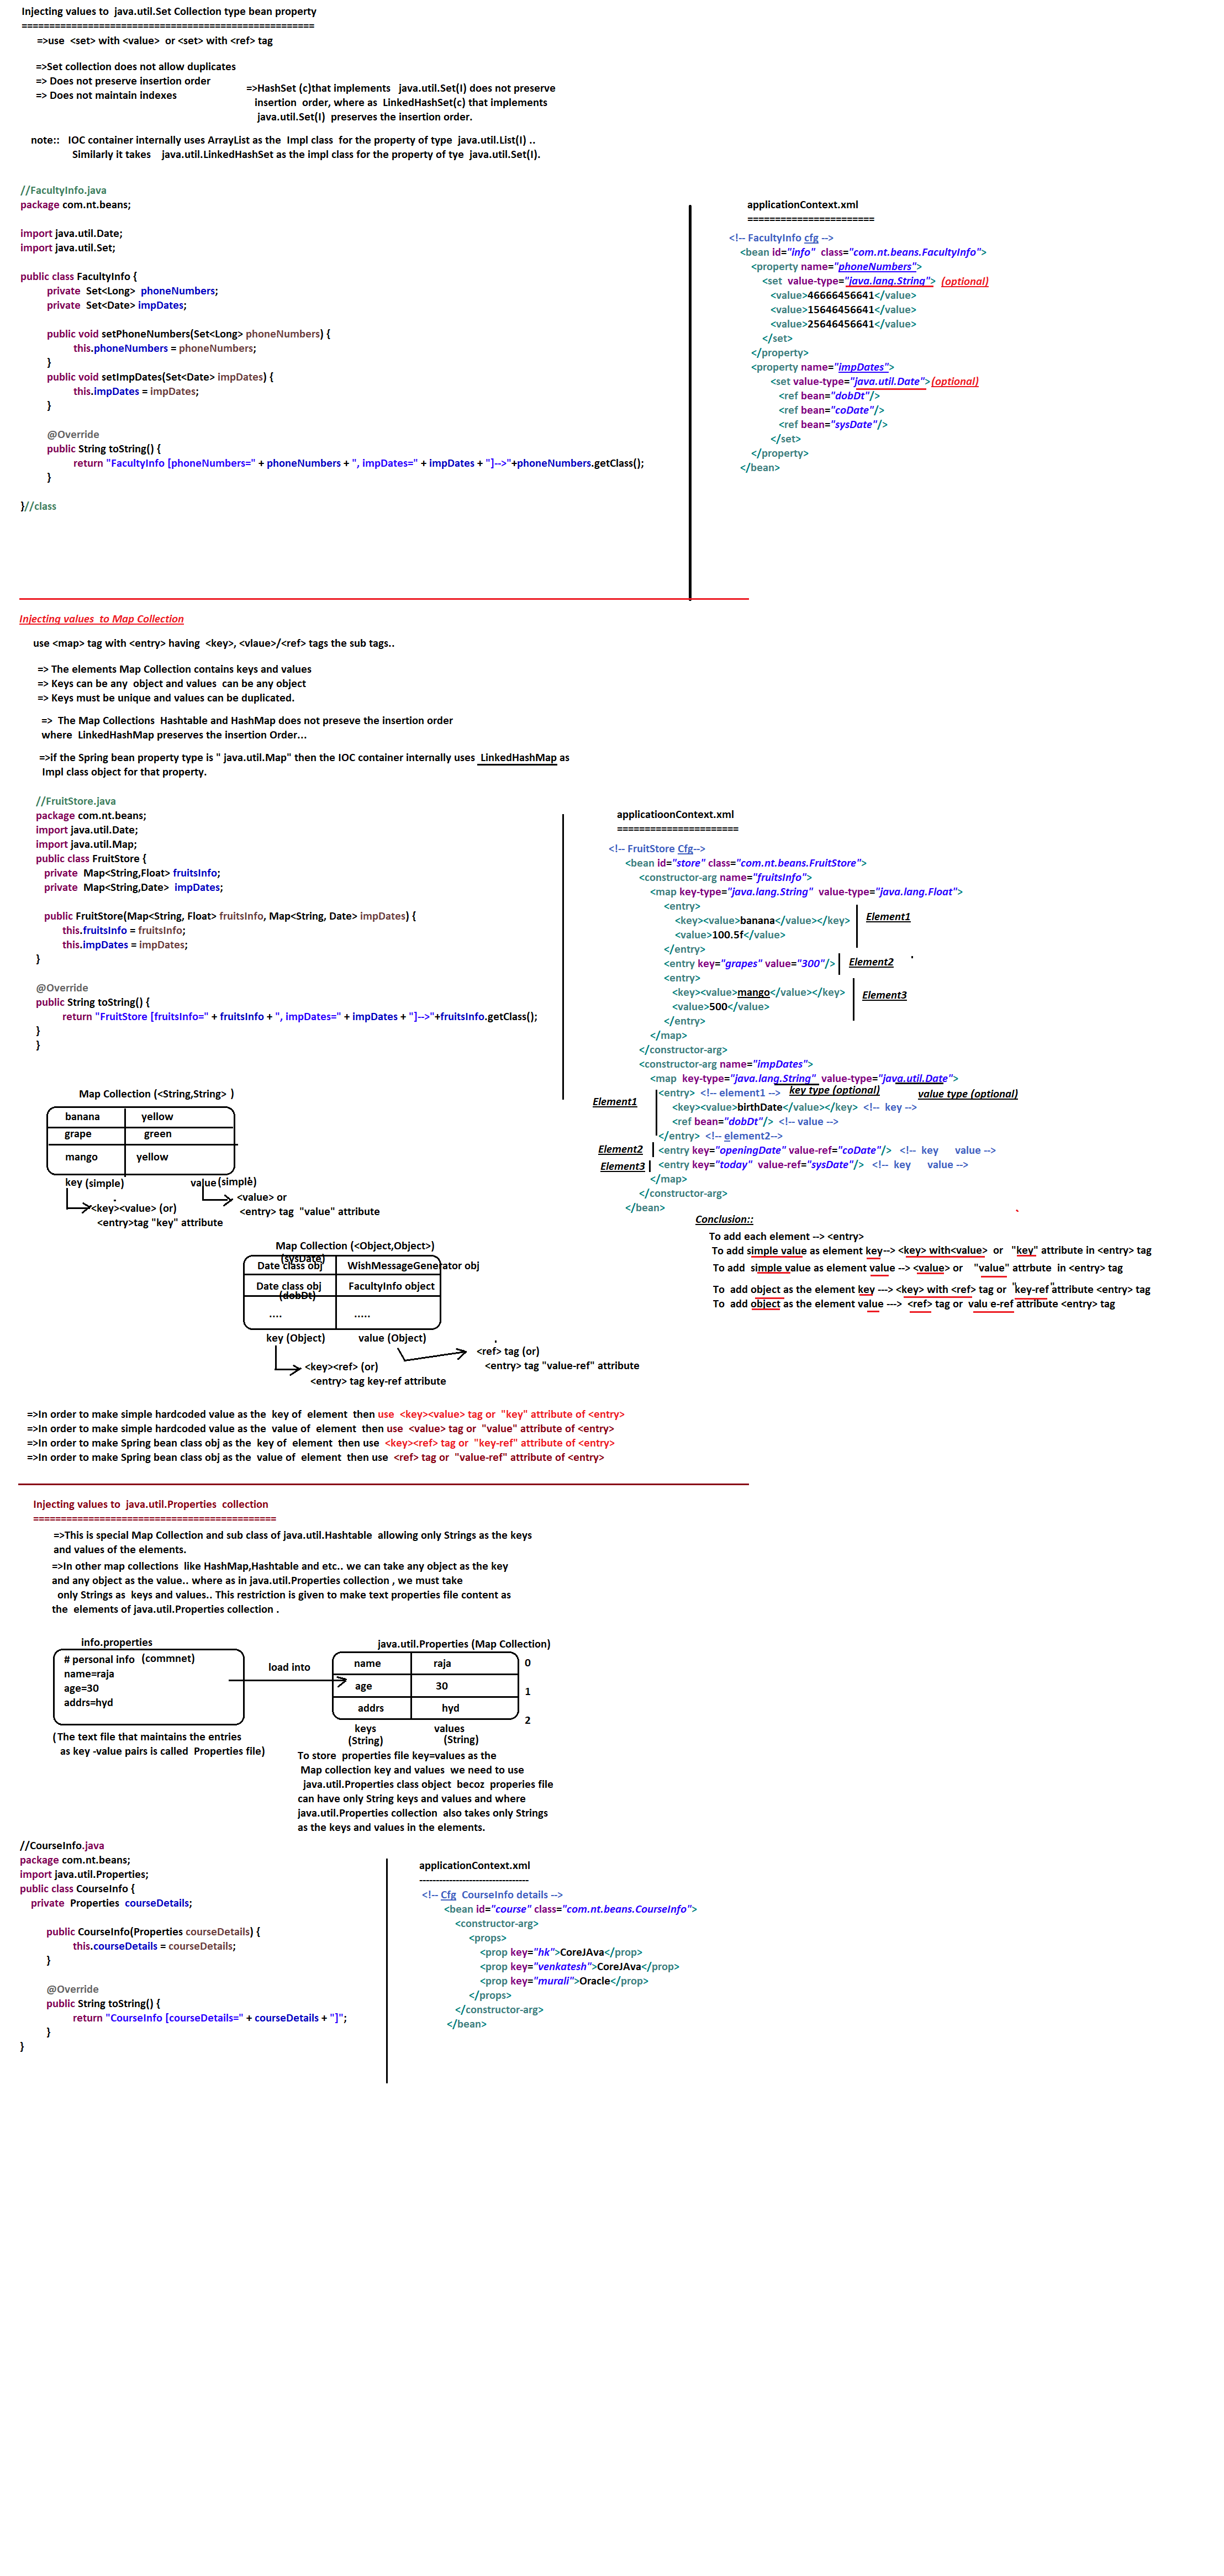 Injecting values to  java.util.Set Collection type bean property
=====================================================
=>use  <set> with <value>  or <set> with <ref> tag
=>Set collection does not allow duplicates
=> Does not preserve insertion order
=> Does not maintain indexes
=>HashSet (c)that implements   java.util.Set(I) does not preserve
insertion  order, where as  LinkedHashSet(c) that implements
java.util.Set(I)  preserves the insertion order.
note::   IOC container internally uses ArrayList as the  Impl class  for the property of type  java.util.List(I) ..
Similarly it takes    java.util.LinkedHashSet as the impl class for the property of tye  java.util.Set(I).
//FacultyInfo.java
package com.nt.beans;
import java.util.Date;
import java.util.Set;
public class FacultyInfo {
private  Set<Long>  phoneNumbers;
private  Set<Date> impDates;
public void setPhoneNumbers(Set<Long> phoneNumbers) {
this.phoneNumbers = phoneNumbers;
}
public void setImpDates(Set<Date> impDates) {
this.impDates = impDates;
}
@Override
public String toString() {
return "FacultyInfo [phoneNumbers=" + phoneNumbers + ", impDates=" + impDates + "]-->"+phoneNumbers.getClass();
}
}//class
applicationContext.xml
=======================
<!-- FacultyInfo cfg -->
<bean id="info"  class="com.nt.beans.FacultyInfo">
<property name="phoneNumbers">
<set  value-type="java.lang.String">  (optional)
<value>46666456641</value>
<value>15646456641</value>
<value>25646456641</value>
</set>
</property>
<property name="impDates">
<set value-type="java.util.Date"> (optional)
<ref bean="dobDt"/>
<ref bean="coDate"/>
<ref bean="sysDate"/>
</set>
</property>
</bean>
Injecting values  to Map Collection
use <map> tag with <entry> having  <key>, <vlaue>/<ref> tags the sub tags..
=> The elements Map Collection contains keys and values
=> Keys can be any  object and values  can be any object
=> Keys must be unique and values can be duplicated.
=>  The Map Collections  Hashtable and HashMap does not preseve the insertion order
where  LinkedHashMap preserves the insertion Order...
=>if the Spring bean property type is " java.util.Map" then the IOC container internally uses  LinkedHashMap as
Impl class object for that property.
//FruitStore.java
package com.nt.beans;
import java.util.Date;
import java.util.Map;
public class FruitStore {
private  Map<String,Float> fruitsInfo;
private  Map<String,Date>  impDates;
public FruitStore(Map<String, Float> fruitsInfo, Map<String, Date> impDates) {
this.fruitsInfo = fruitsInfo;
this.impDates = impDates;
}
@Override
public String toString() {
return "FruitStore [fruitsInfo=" + fruitsInfo + ", impDates=" + impDates + "]-->"+fruitsInfo.getClass();
}
}
applicatioonContext.xml
======================
<!-- FruitStore Cfg-->
<bean id="store" class="com.nt.beans.FruitStore">
<constructor-arg name="fruitsInfo">
<map key-type="java.lang.String"  value-type="java.lang.Float">
<entry>
<key><value>banana</value></key>
Element1
<value>100.5f</value>
</entry>
<entry key="grapes" value="300"/>
Element2
<entry>
<key><value>mango</value></key>
Element3
<value>500</value>
</entry>
</map>
</constructor-arg>
<constructor-arg name="impDates">
<map  key-type="java.lang.String"  value-type="java.util.Date">
Element1
<entry>  <!-- element1 -->
key type (optional)
value type (optional)
<key><value>birthDate</value></key>  <!--  key -->
<ref bean="dobDt"/>  <!-- value -->
</entry>  <!-- element2-->
Element2
<entry key="openingDate" value-ref="coDate"/>   <!--  key      value -->
Element3
<entry key="today"  value-ref="sysDate"/>   <!--  key      value -->
</map>
</constructor-arg>
</bean>
Map Collection (<String,String>  )
banana yellow
grape green
mango yellow
key (simple)
value (simple)
<key><value> (or)
<entry>tag "key" attribute
<value> or
<entry> tag  "value" attribute
Conclusion::
To add each element --> <entry>
To add simple value as element key--> <key> with<value>  or   "key" attribute in <entry> tag
To add  simple value as element value --> <value> or    "value" attrbute  in <entry> tag
To  add object as the element key ---> <key> with <ref> tag or  "key-ref "attribute <entry> tag
To  add object as the element value --->  <ref> tag or  valu e-ref attribute <entry> tag
Map Collection (<Object,Object>)
(sysDate)
Date class obj WishMessageGenerator obj
Date class obj FacultyInfo object
(dobDt)
.... .....
key (Object) value (Object)
<key><ref> (or)
<entry> tag key-ref attribute
<ref> tag (or)
<entry> tag "value-ref" attribute
=>In order to make simple hardcoded value as the  key of  element  then use  <key><value> tag or  "key" attribute of <entry>
=>In order to make simple hardcoded value as the  value of  element  then use  <value> tag or  "value" attribute of <entry>
=>In order to make Spring bean class obj as the  key of  element  then use  <key><ref> tag or  "key-ref" attribute of <entry>
=>In order to make Spring bean class obj as the  value of  element  then use  <ref> tag or  "value-ref" attribute of <entry>
Injecting values to  java.util.Properties  collection
============================================
=>This is special Map Collection and sub class of java.util.Hashtable  allowing only Strings as the keys
and values of the elements.
=>In other map collections  like HashMap,Hashtable and etc.. we can take any object as the key
and any object as the value.. where as in java.util.Properties collection , we must take
only Strings as  keys and values.. This restriction is given to make text properties file content as
the  elements of java.util.Properties collection .
info.properties
# personal info  (commnet)
name=raja
age=30
addrs=hyd
load into
java.util.Properties (Map Collection)
name raja 0
age 30 1
addrs hyd 2
keys values
(String) (String)
(The text file that maintains the entries
as key -value pairs is called  Properties file)
To store  properties file key=values as the
Map collection key and values  we need to use
java.util.Properties class object  becoz  properies file
can have only String keys and values and where
java.util.Properties collection  also takes only Strings
as the keys and values in the elements.
//CourseInfo.java
package com.nt.beans;
import java.util.Properties;
public class CourseInfo {
private  Properties  courseDetails;
public CourseInfo(Properties courseDetails) {
this.courseDetails = courseDetails;
}
@Override
public String toString() {
return "CourseInfo [courseDetails=" + courseDetails + "]";
}
}
applicationContext.xml
---------------------------------
<!-- Cfg  CourseInfo details -->
<bean id="course" class="com.nt.beans.CourseInfo">
<constructor-arg>
<props>
<prop key="hk">CoreJAva</prop>
<prop key="venkatesh">CoreJAva</prop>
<prop key="murali">Oracle</prop>
</props>
</constructor-arg>
</bean>